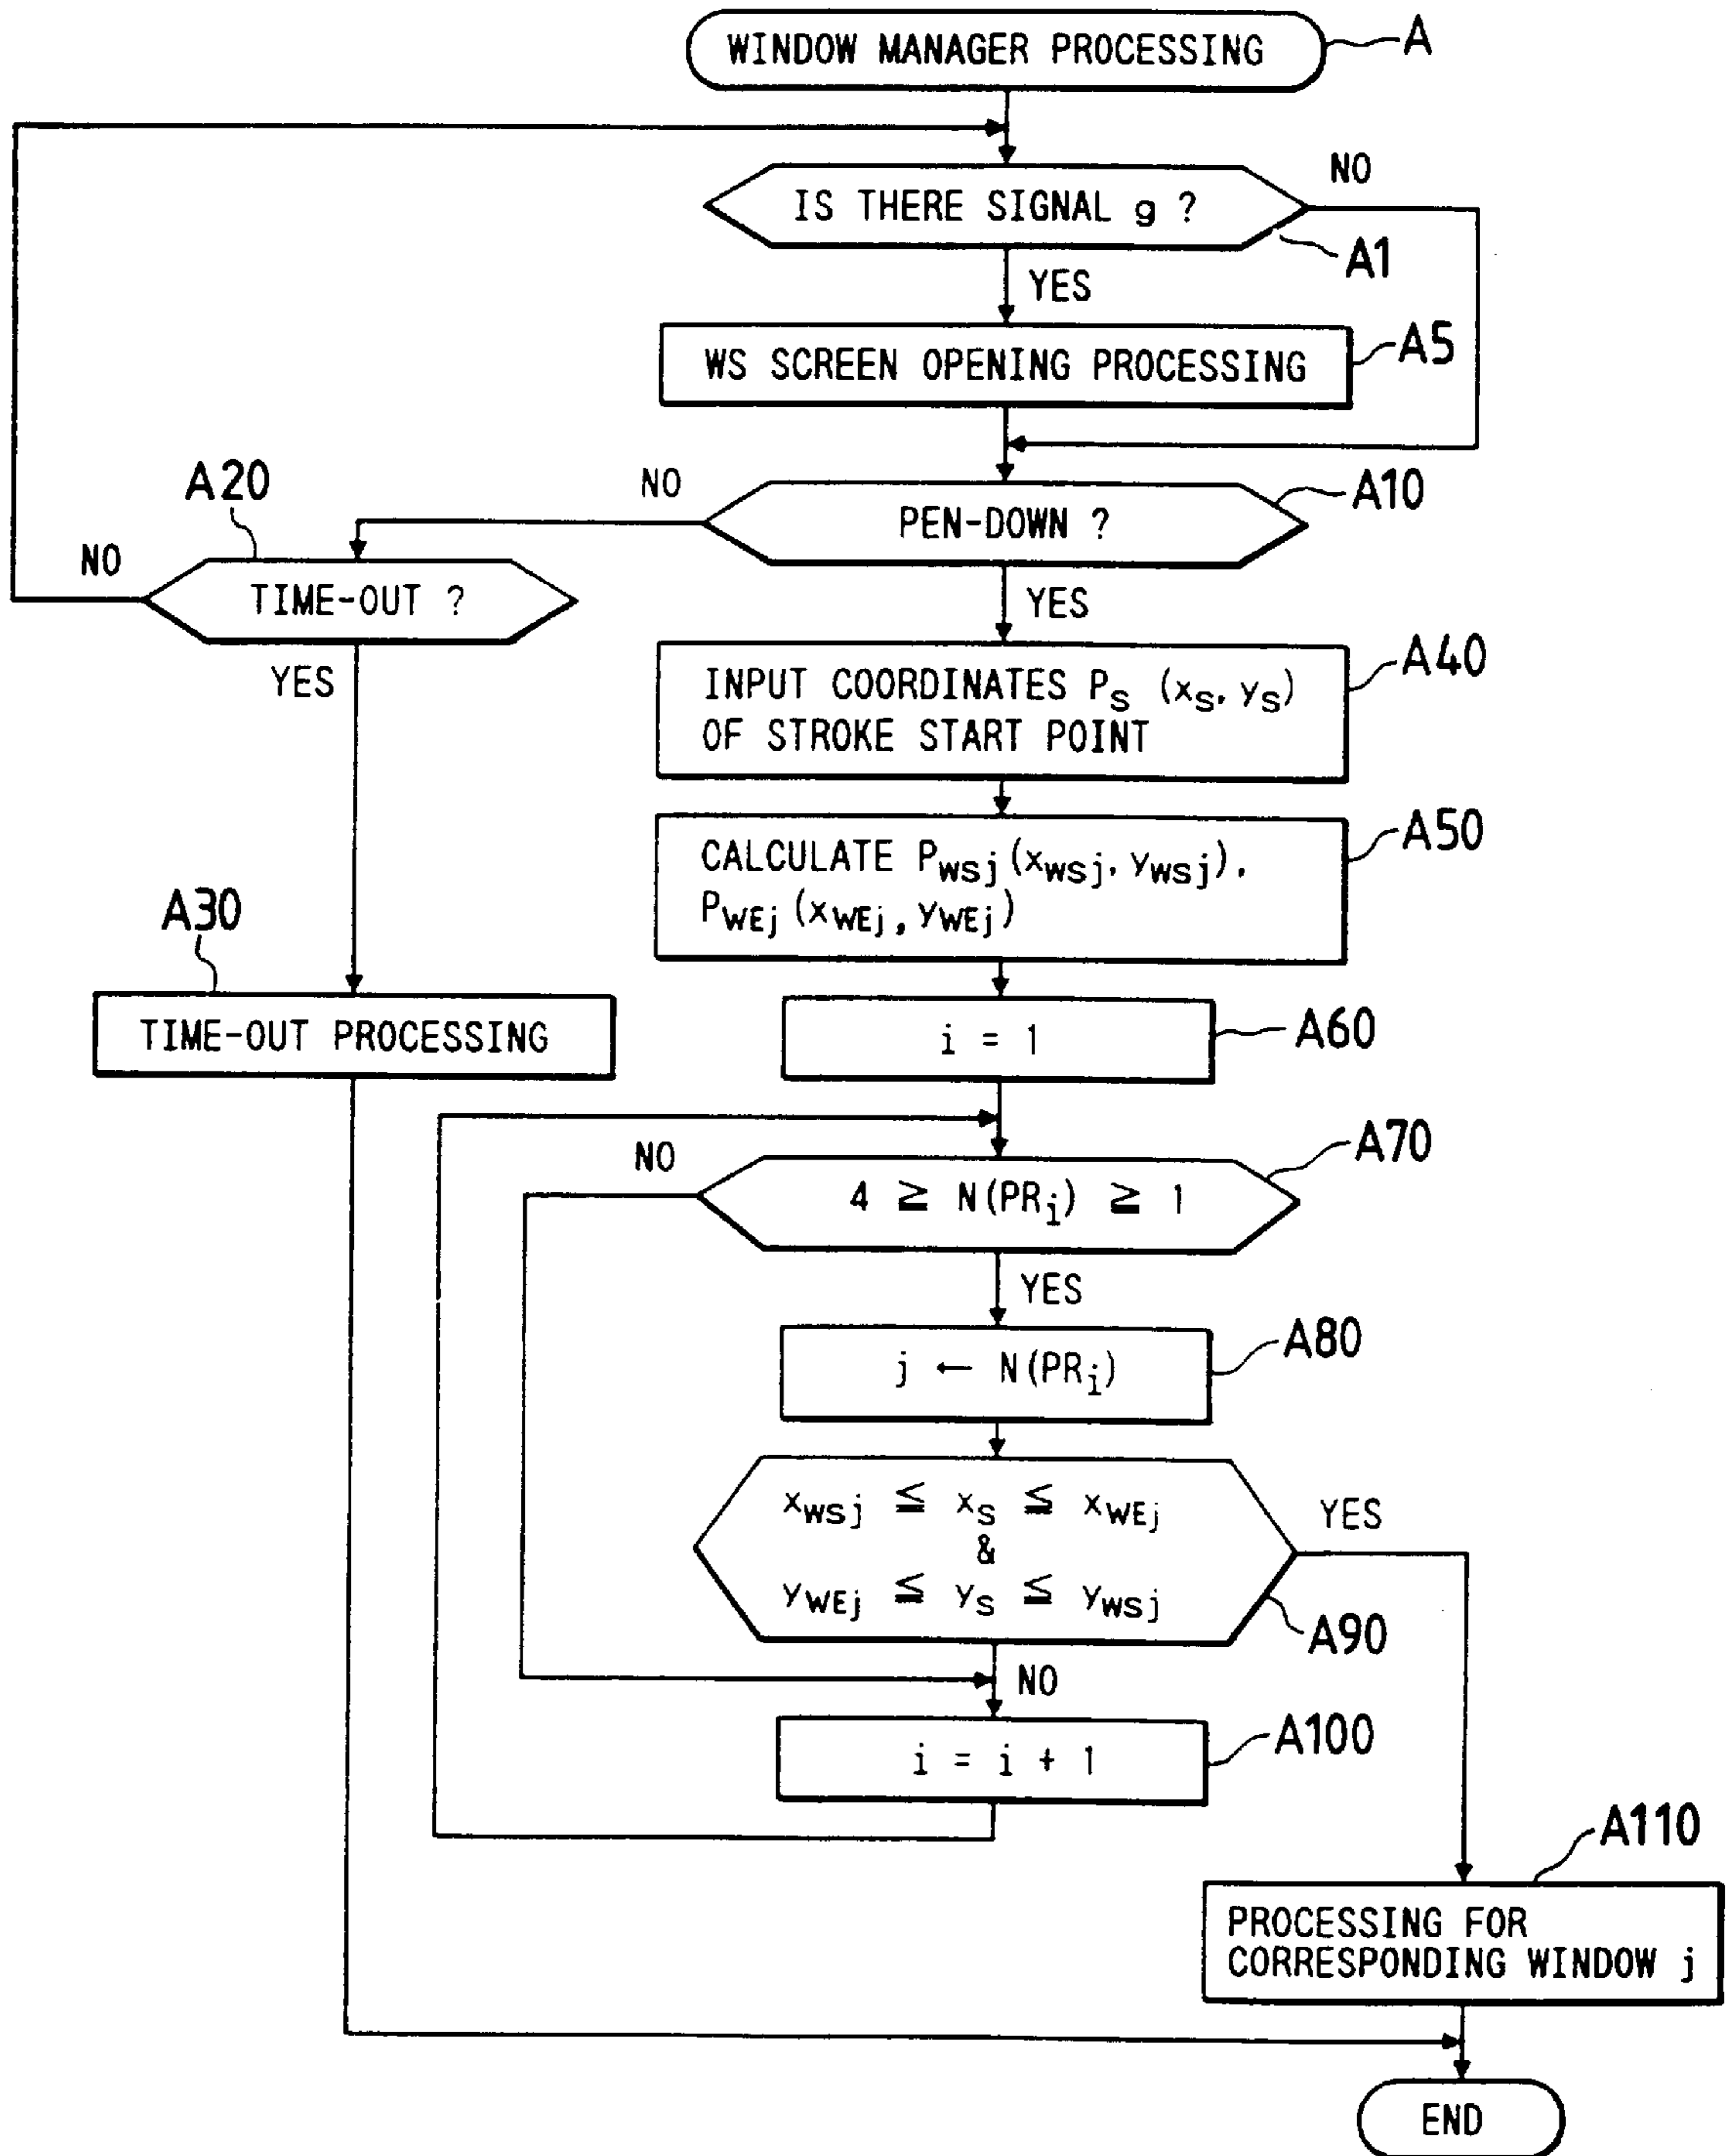 WINDOW MANAGER PROCESSING
A
IS THERE SIGNAL g ?
NO
A1
YES
WS SCREEN OPENING PROCESSING
A5
NO
PEN-DOWN ?
A10
A20
NO
TIME-OUT ?
YES
YES
INPUT COORDINATES Ps (xs, ys)
OF STROKE START POINT
A40
CALCULATE Pwsj (xwsj, ywsj),
PWEj (xWEj, yWEj)
A50
A30
TIME-OUT PROCESSING
i = 1
A60
NO
4 ≧ N(PRi) ≧ 1
A70
YES
j ← N(PRi)
A80
xwsj ≦ xs ≦ xWEj
&
yWEj ≦ ys ≦ ywsj
YES
A90
NO
i = i + 1
A100
A110
PROCESSING FOR
CORRESPONDING WINDOW j
END